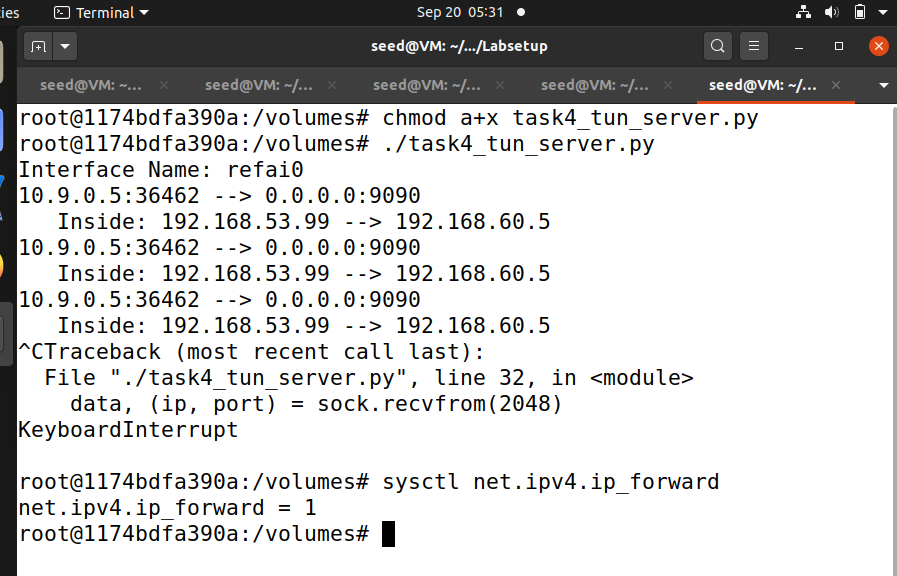 ies Terminal Sep 20 05:31
seed@VM: ~/.../Labsetup
seed@VM: ~/... seed@VM: ~/... seed@VM: ~/... seed@VM: ~/... seed@VM: ~/...
root@1174bdfa390a:/volumes# chmod a+x task4_tun_server.py
root@1174bdfa390a:/volumes# ./task4_tun_server.py
Interface Name: refai0
10.9.0.5:36462 --> 0.0.0.0:9090
   Inside: 192.168.53.99 --> 192.168.60.5
10.9.0.5:36462 --> 0.0.0.0:9090
   Inside: 192.168.53.99 --> 192.168.60.5
10.9.0.5:36462 --> 0.0.0.0:9090
   Inside: 192.168.53.99 --> 192.168.60.5
^CTraceback (most recent call last):
  File "./task4_tun_server.py", line 32, in <module>
    data, (ip, port) = sock.recvfrom(2048)
KeyboardInterrupt
root@1174bdfa390a:/volumes# sysctl net.ipv4.ip_forward
net.ipv4.ip_forward = 1
root@1174bdfa390a:/volumes#